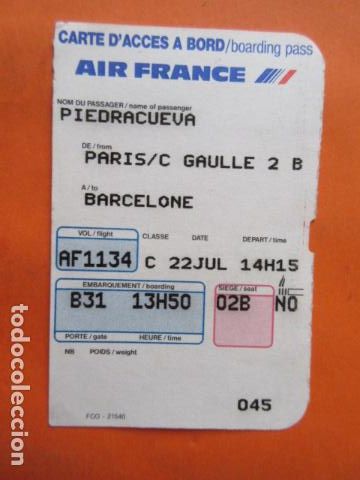 CARTE D'ACCES A BORD/boarding pass
AIR FRANCE
NOM DU PASSAGER/name of passenger
PIEDRACUEVA
DE/from
PARIS/C GAULLE 2 B
A/to
BARCELONE
VOL/flight CLASSE DATE DEPART/time
AF1134 C 22JUL 14H15
EMBARQUEMENT/boarding SIEGE/seat
B31 13H50 02B NO
PORTE/gate HEURE/time
NB POIDS/weight
045
FCO - 21540
todocoleccion